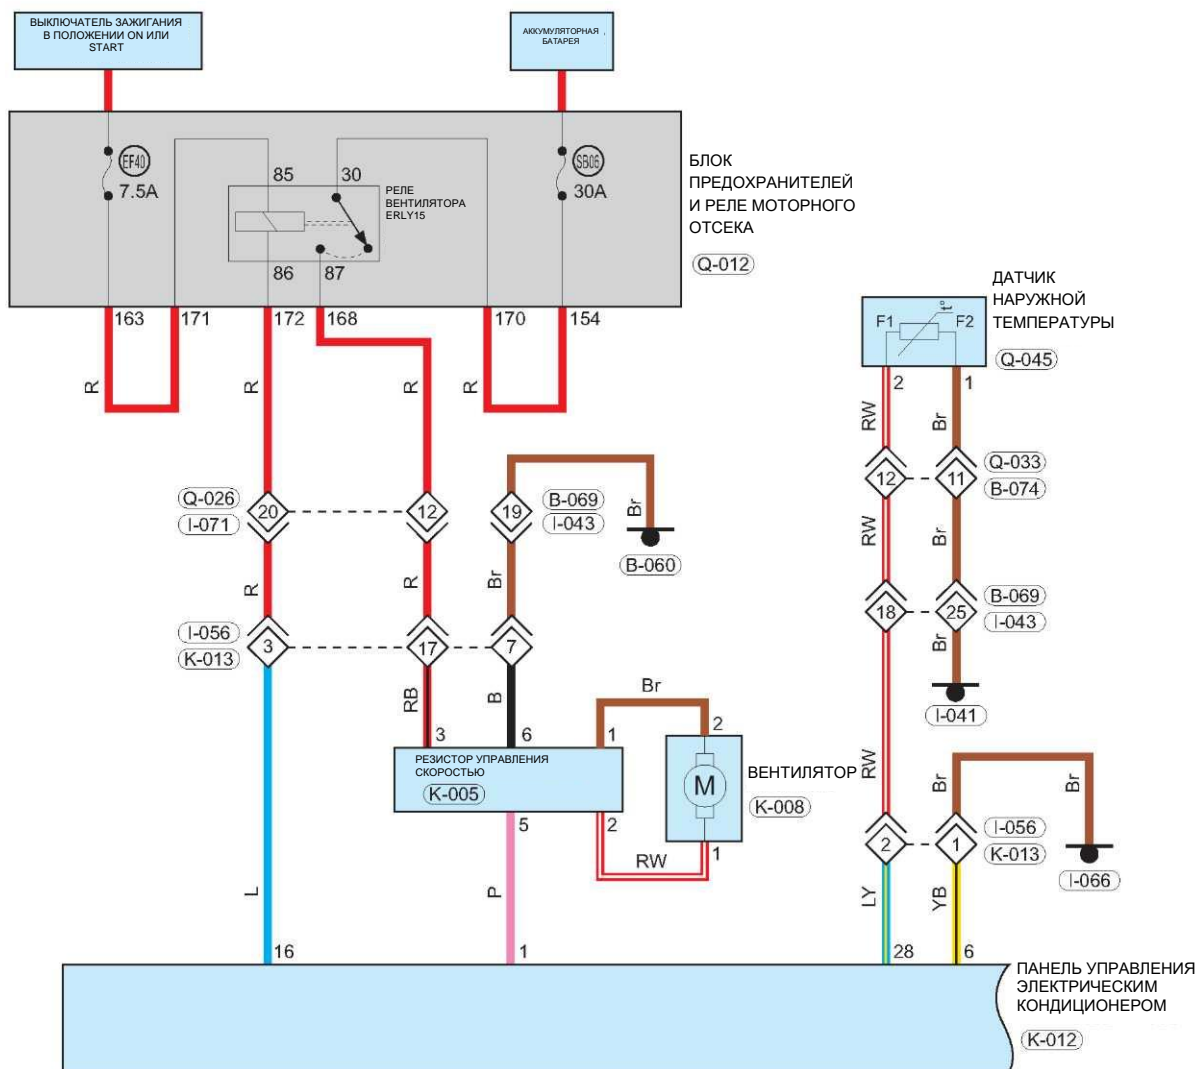 ВЫКЛЮЧАТЕЛЬ ЗАЖИГАНИЯ
В ПОЛОЖЕНИИ ON ИЛИ
START
АККУМУЛЯТОРНАЯ
БАТАРЕЯ
EF40
7.5A
85
30
РЕЛЕ
ВЕНТИЛЯТОРА
ERLY15
86
87
SB06
30A
БЛОК
ПРЕДОХРАНИТЕЛЕЙ
И РЕЛЕ МОТОРНОГО
ОТСЕКА
Q-012
163
171
172
168
170
154
R
R
R
R
ДАТЧИК
НАРУЖНОЙ
ТЕМПЕРАТУРЫ
Q-045
F1
t°
F2
2
1
RW
Br
Q-026
I-071
20
12
19
B-069
I-043
Br
B-060
12
11
Q-033
B-074
RW
Br
R
R
Br
18
25
B-069
I-043
Br
I-041
I-056
K-013
3
17
7
RB
B
3
6
1
Br
2
РЕЗИСТОР УПРАВЛЕНИЯ
СКОРОСТЬЮ
K-005
M
ВЕНТИЛЯТОР
K-008
5
2
RW
1
RW
Br
Br
2
1
I-056
K-013
I-066
L
P
LY
YB
16
1
28
6
ПАНЕЛЬ УПРАВЛЕНИЯ
ЭЛЕКТРИЧЕСКИМ
КОНДИЦИОНЕРОМ
K-012